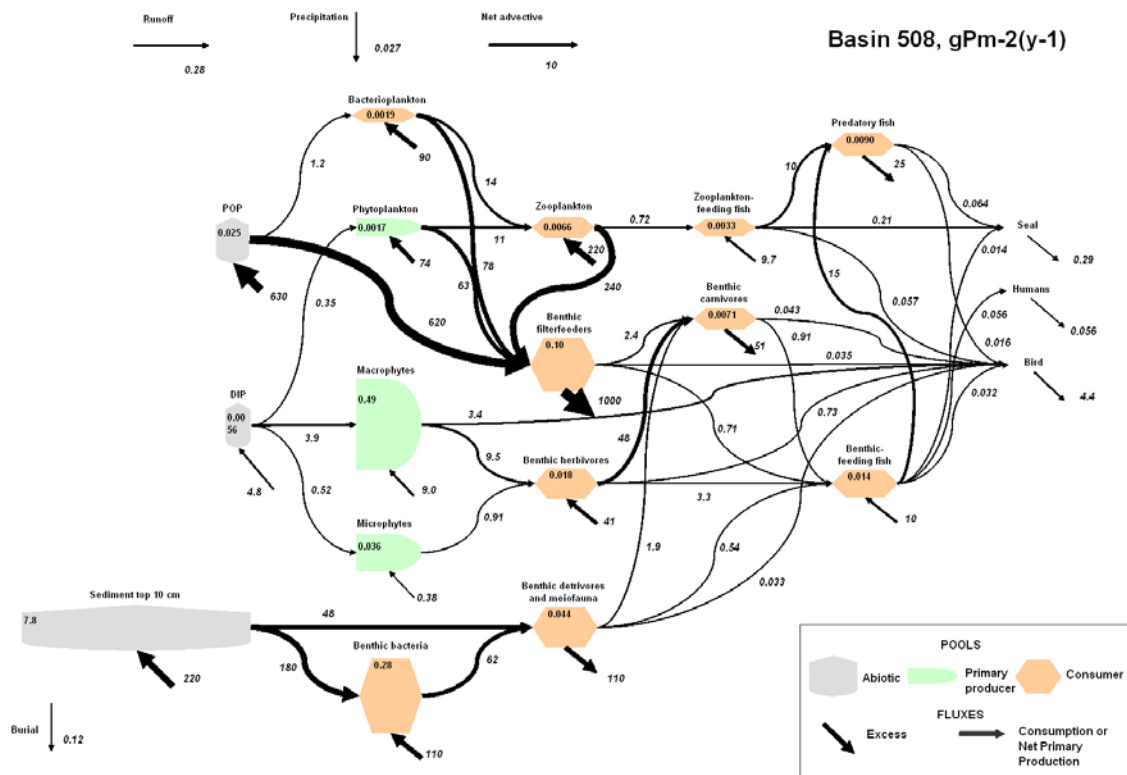 Runoff
0.28
Precipitation
0.027
Net advective
10
Basin 508, gPm-2(y-1)
Bacterioplankton
0.0019
90
1.2
14
Predatory fish
0.0090
25
10
0.064
POP
0.025
630
Phytoplankton
0.0017
74
11
78
63
Zooplankton
0.0066
220
240
0.72
Zooplankton-
feeding fish
0.0033
9.7
0.21
Seal
0.29
0.014
0.35
620
Benthic
filterfeeders
0.10
1000
Benthic
carnivores
0.0071
51
2.4
0.043
0.91
15
0.057
Humans
0.056
0.056
0.016
0.035
Bird
4.4
0.032
DIP
0.00
56
4.8
3.9
Macrophytes
0.49
9.0
3.4
9.5
48
0.71
0.73
0.52
Benthic herbivores
0.018
41
3.3
Benthic-
feeding fish
0.014
10
Microphytes
0.036
0.38
0.91
1.9
0.54
0.033
Sediment top 10 cm
7.8
220
48
180
Benthic bacteria
0.28
110
62
Benthic detrivores
and meiofauna
0.044
110
Burial
0.12
POOLS
Abiotic
Primary
producer
Consumer
FLUXES
Excess
Consumption or
Net Primary
Production